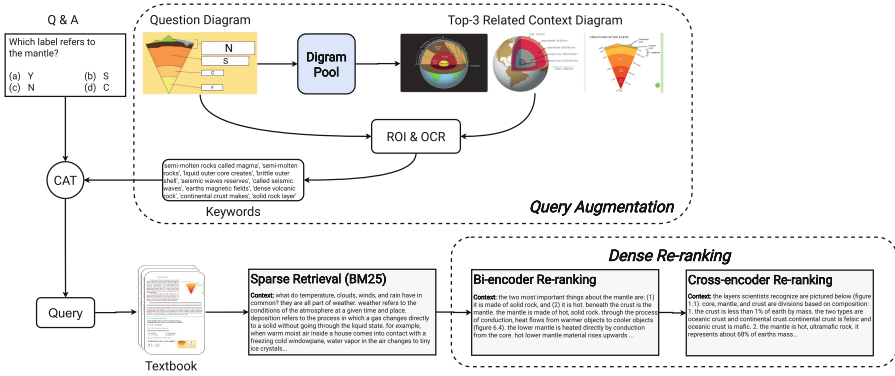 Q & A
Which label refers to
the mantle?
(a) Y (b) S
(c) N (d) C
Question Diagram
N
S
C
Y
Digram
Pool
Top-3 Related Context Diagram
STRUCTURE OF THE EARTH
ROI & OCR
CAT
'semi-molten rocks called magma', 'semi-molten
rocks', 'liquid outer core creates', 'brittle outer
shell', 'seismic waves reserves', 'called seismic
waves', 'earths magnetic fields', 'dense volcanic
rock', 'continental crust makes', 'solid rock layer'
Keywords
Query Augmentation
Query
Textbook
Sparse Retrieval (BM25)
Context: what do temperature, clouds, winds, and rain have in
common? they are all part of weather. weather refers to the
conditions of the atmosphere at a given time and place.
deposition refers to the process in which a gas changes directly
to a solid without going through the liquid state. for example,
when warm moist air inside a house comes into contact with a
freezing cold windowpane, water vapor in the air changes to tiny
ice crystals...
Dense Re-ranking
Bi-encoder Re-ranking
Context: the two most important things about the mantle are: (1)
it is made of solid rock, and (2) it is hot. beneath the crust is the
mantle. the mantle is made of hot, solid rock. through the process
of conduction, heat flows from warmer objects to cooler objects
(figure 6.4). the lower mantle is heated directly by conduction
from the core. hot lower mantle material rises upwards ....
Cross-encoder Re-ranking
Context: the layers scientists recognize are pictured below (figure
1.1). core, mantle, and crust are divisions based on composition:
1. the crust is less than 1% of earth by mass. the two types are
oceanic crust and continental crust.continental crust is felsic and
oceanic crust is mafic. 2. the mantle is hot, ultramafic rock. it
represents about 68% of earths mass...